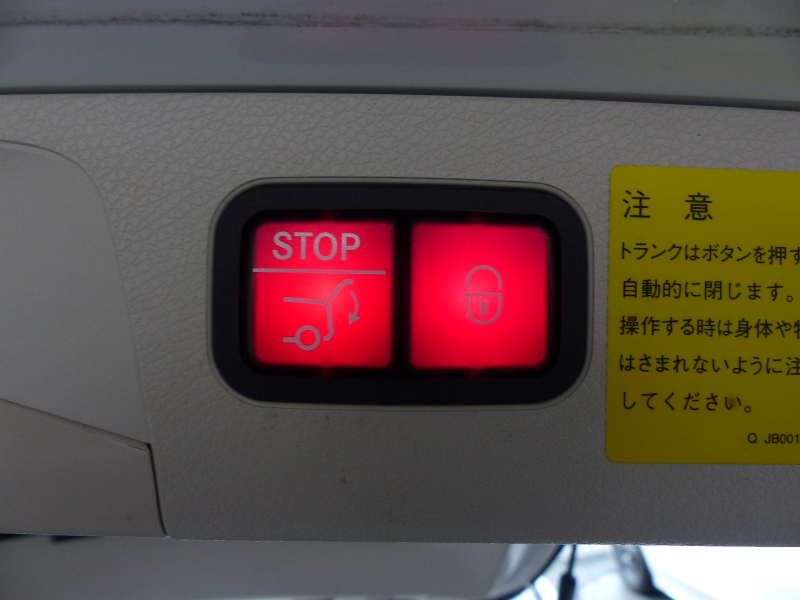 STOP
注 意
トランクはボタンを押す
自動的に閉じます。
操作する時は身体や
はさまれないように注
してください。
Q JB001